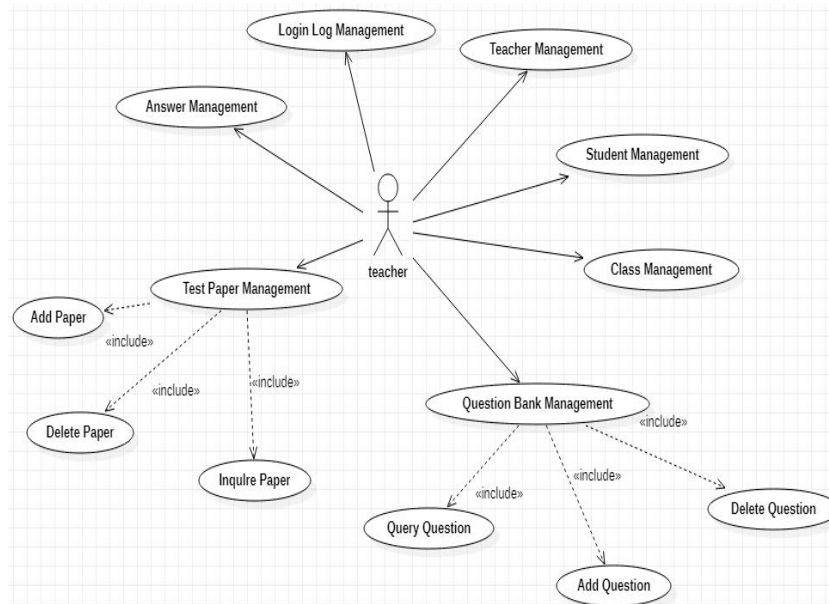 Login Log Management
Teacher Management
Answer Management
Student Management
teacher
Class Management
Test Paper Management
Add Paper
«include»
«include»
«include»
Delete Paper
Question Bank Management
«include»
Inquire Paper
«include»
«include»
Query Question
Delete Question
Add Question